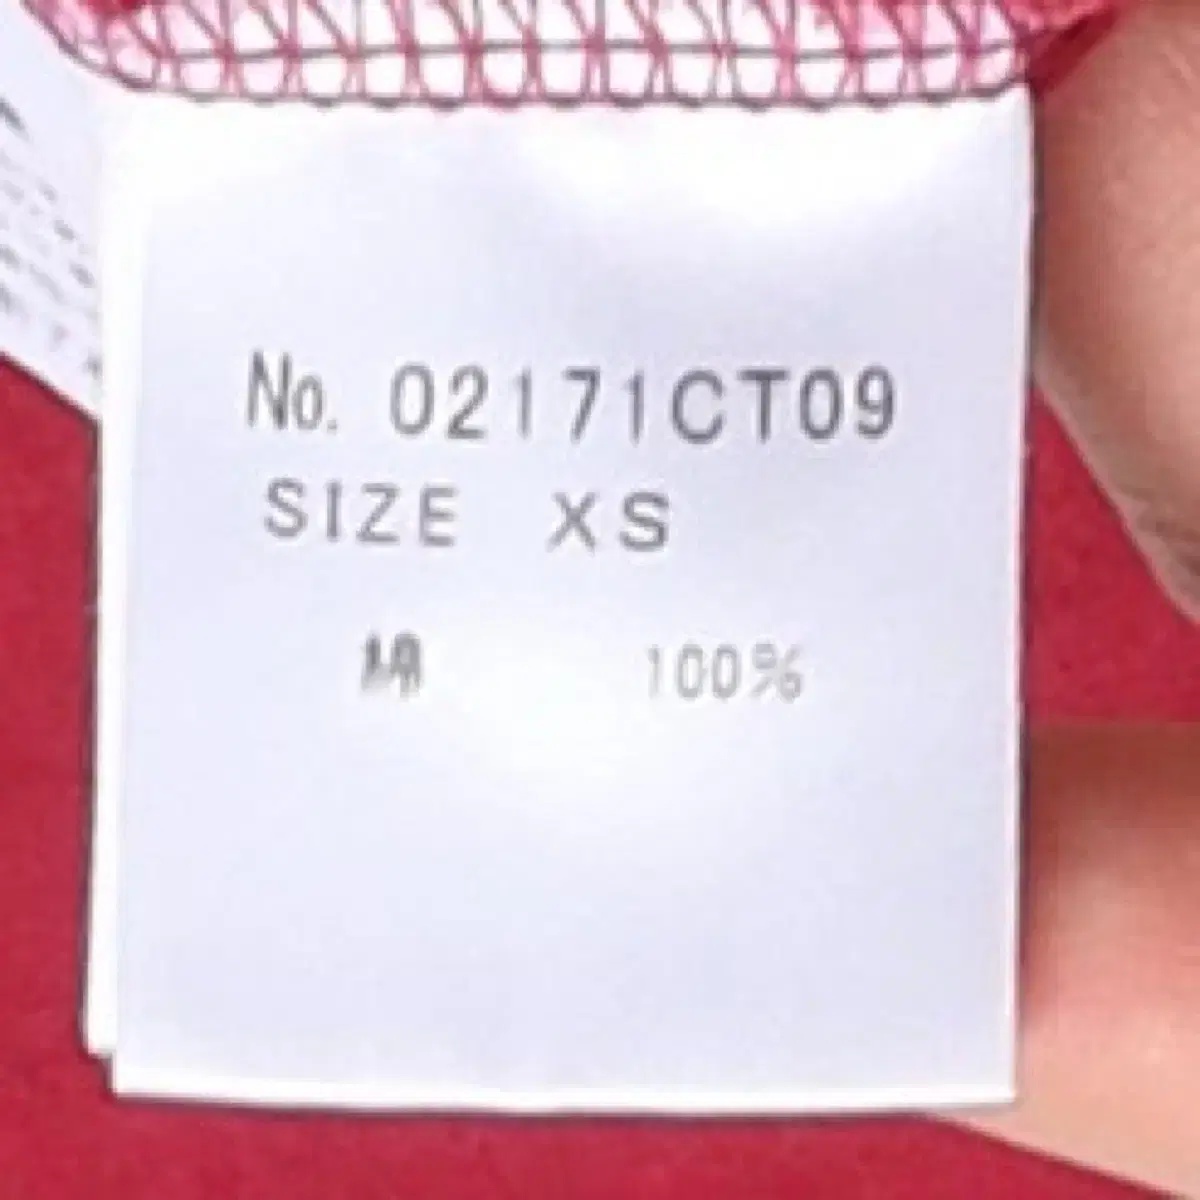 No. 02171CT09
SIZE XS
綿 100%